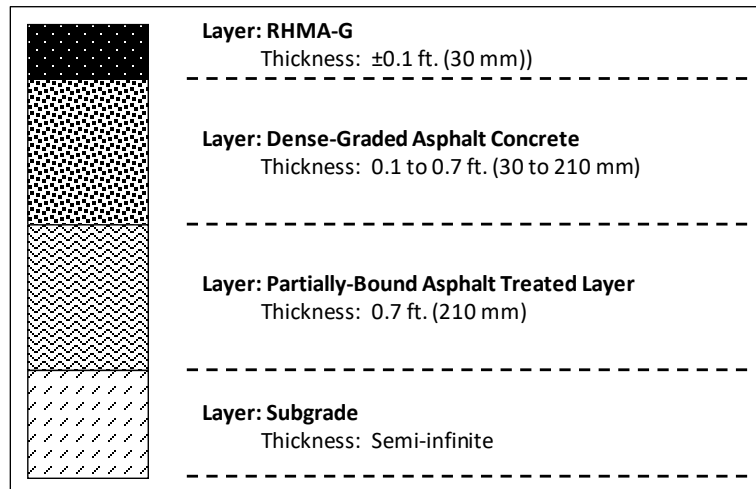 Layer: RHMA-G
Thickness: ±0.1 ft. (30 mm))
Layer: Dense-Graded Asphalt Concrete
Thickness: 0.1 to 0.7 ft. (30 to 210 mm)
Layer: Partially-Bound Asphalt Treated Layer
Thickness: 0.7 ft. (210 mm)
Layer: Subgrade
Thickness: Semi-infinite